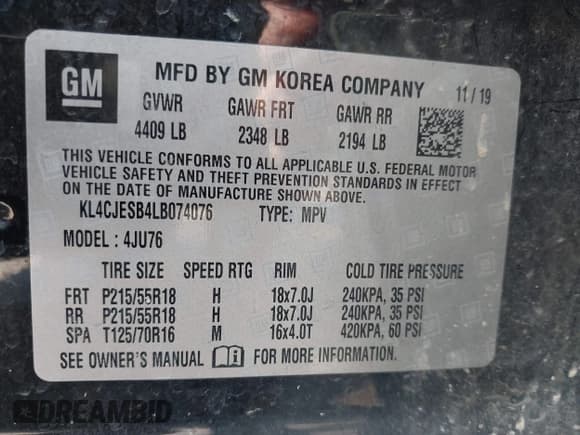 GM
MFD BY GM KOREA COMPANY 11/19
GVWR GAWR FRT GAWR RR
4409 LB 2348 LB 2194 LB
THIS VEHICLE CONFORMS TO ALL APPLICABLE U.S. FEDERAL MOTOR
VEHICLE SAFETY AND THEFT PREVENTION STANDARDS IN EFFECT
ON THE DATE OF MANUFACTURE SHOWN ABOVE.
KL4CJESB4LB074076 TYPE: MPV
MODEL: 4JU76
TIRE SIZE SPEED RTG RIM COLD TIRE PRESSURE
FRT P215/55R18 H 18x7.0J 240KPA, 35 PSI
RR P215/55R18 H 18x7.0J 240KPA, 35 PSI
SPA T125/70R16 M 16x4.0T 420KPA, 60 PSI
SEE OWNER'S MANUAL FOR MORE INFORMATION.
DREAMBID